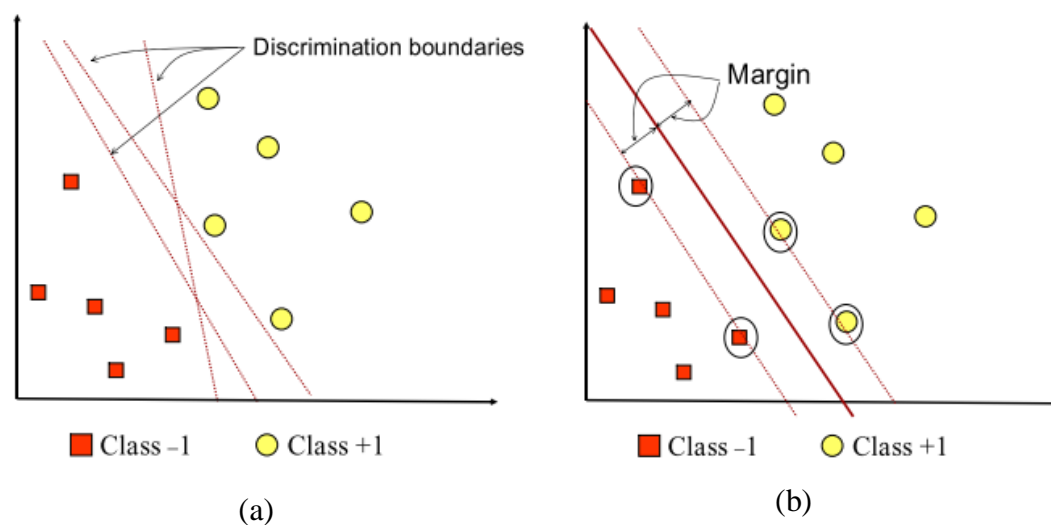 Discrimination boundaries
Class –1
Class +1
(a)
Margin
Class –1
Class +1
(b)